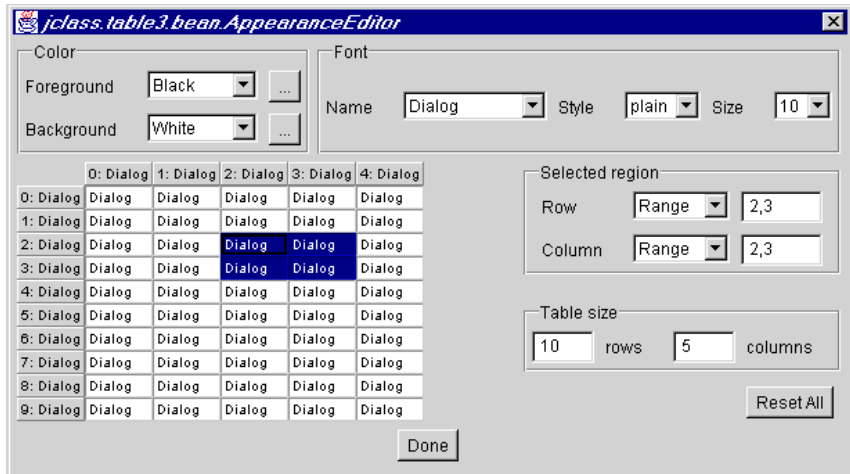 jclass.table3.bean.AppearanceEditor
Color
Foreground Black ...
Background White ...
Font
Name Dialog Style plain Size 10
0: Dialog 1: Dialog 2: Dialog 3: Dialog 4: Dialog
0: Dialog Dialog Dialog Dialog Dialog Dialog
1: Dialog Dialog Dialog Dialog Dialog Dialog
2: Dialog Dialog Dialog Dialog Dialog Dialog
3: Dialog Dialog Dialog Dialog Dialog Dialog
4: Dialog Dialog Dialog Dialog Dialog Dialog
5: Dialog Dialog Dialog Dialog Dialog Dialog
6: Dialog Dialog Dialog Dialog Dialog Dialog
7: Dialog Dialog Dialog Dialog Dialog Dialog
8: Dialog Dialog Dialog Dialog Dialog Dialog
9: Dialog Dialog Dialog Dialog Dialog Dialog
Selected region
Row Range 2,3
Column Range 2,3
Table size
10 rows 5 columns
Reset All
Done